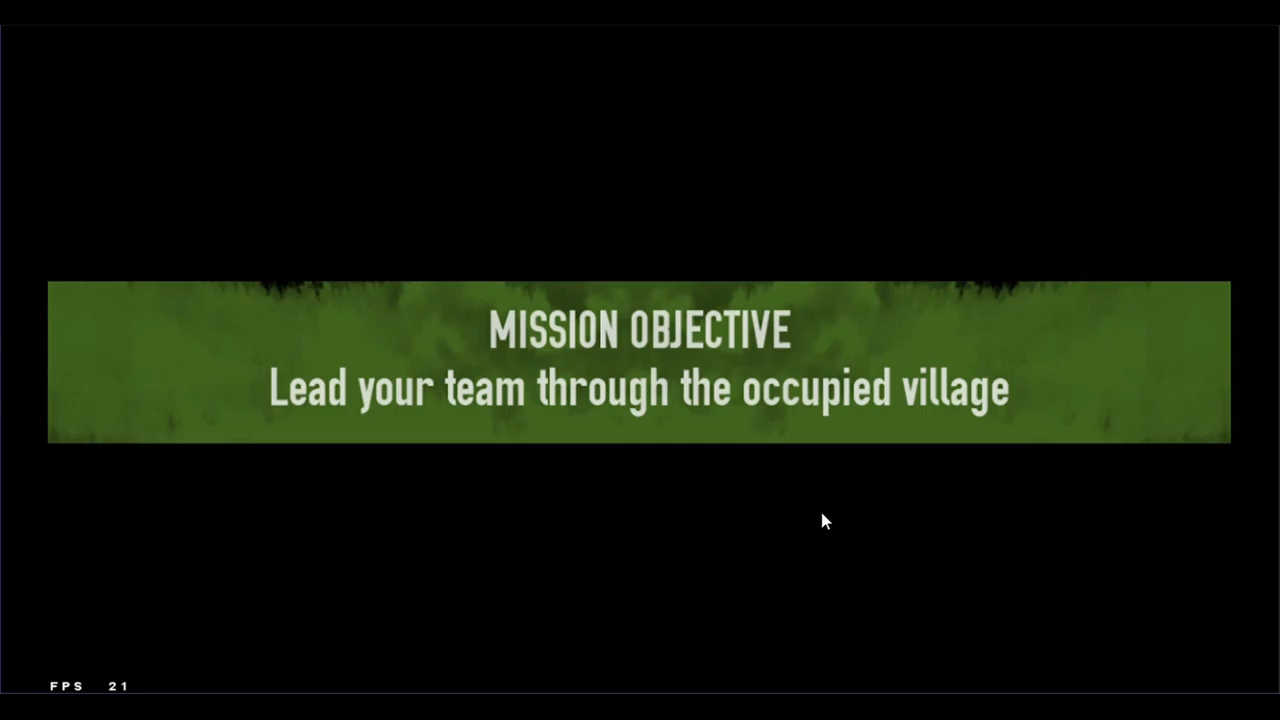 MISSION OBJECTIVE
Lead your team through the occupied village
FPS 21